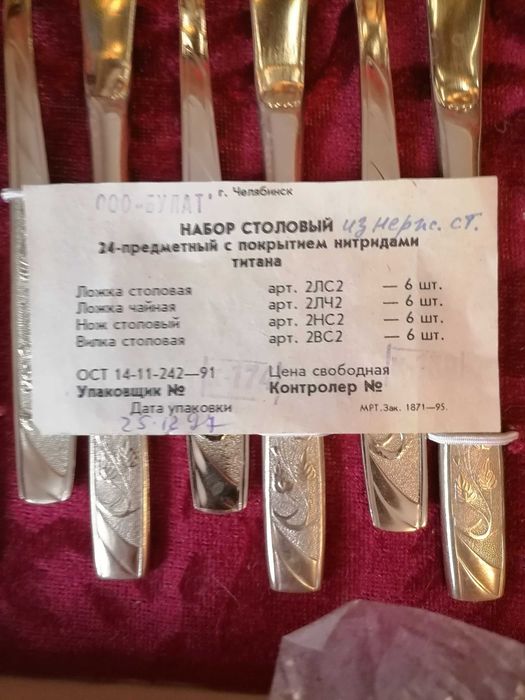 г. Челябинск
ООО-БУЛАТ
НАБОР СТОЛОВЫЙ из нерж. ст.
24-предметный с покрытием нитридами
титана
Ложка столовая арт. 2ЛС2 — 6 шт.
Ложка чайная арт. 2ЛЧ2 — 6 шт.
Нож столовый арт. 2НС2 — 6 шт.
Вилка столовая арт. 2ВС2 — 6 шт.
ОСТ 14-11-242—91 Цена свободная
Упаковщик № Контролер №
Дата упаковки МРТ.Зак. 1871—95.
25.12.97